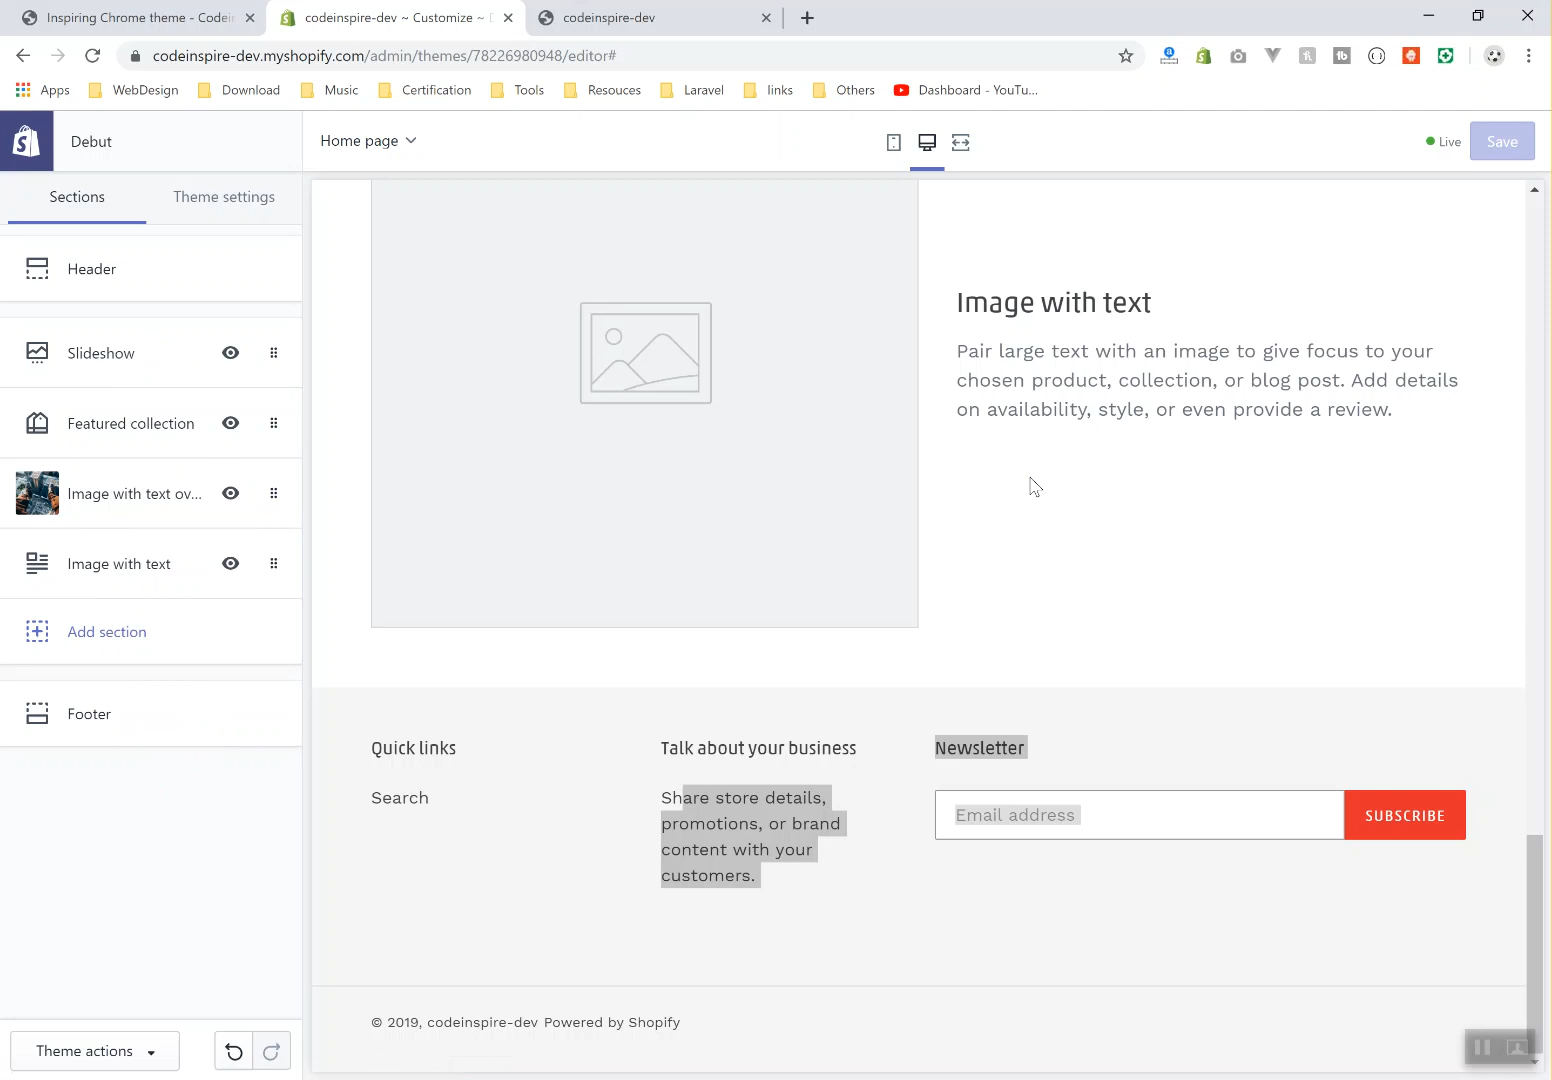 Inspiring Chrome theme - Codein
codeinspire-dev ~ Customize ~ D
codeinspire-dev
codeinspire-dev.myshopify.com/admin/themes/78226980948/editor#
Apps
WebDesign
Download
Music
Certification
Tools
Resouces
Laravel
links
Others
Dashboard - YouTu...
Debut
Home page
Live
Save
Sections
Theme settings
Header
Slideshow
Featured collection
Image with text ov...
Image with text
Add section
Footer
Theme actions
Image with text
Pair large text with an image to give focus to your
chosen product, collection, or blog post. Add details
on availability, style, or even provide a review.
Quick links
Search
Talk about your business
Share store details,
promotions, or brand
content with your
customers.
Newsletter
Email address
SUBSCRIBE
© 2019, codeinspire-dev Powered by Shopify